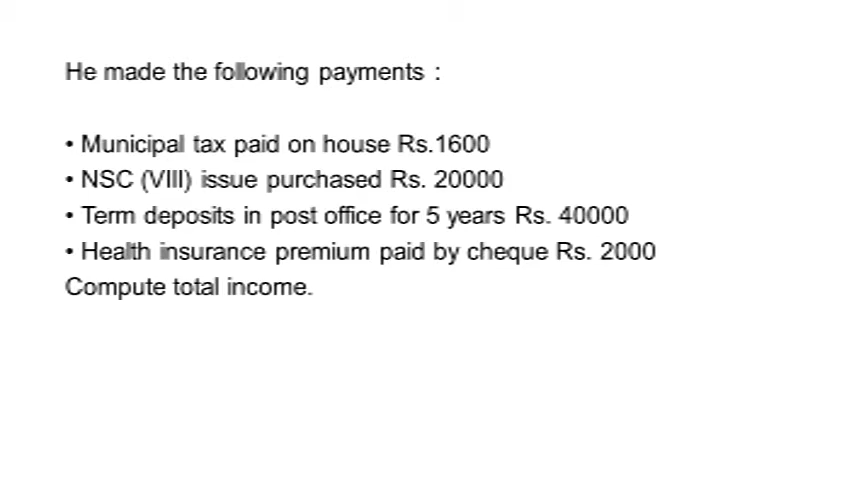 He made the following payments :
• Municipal tax paid on house Rs.1600
• NSC (VIII) issue purchased Rs. 20000
• Term deposits in post office for 5 years Rs. 40000
• Health insurance premium paid by cheque Rs. 2000
Compute total income.